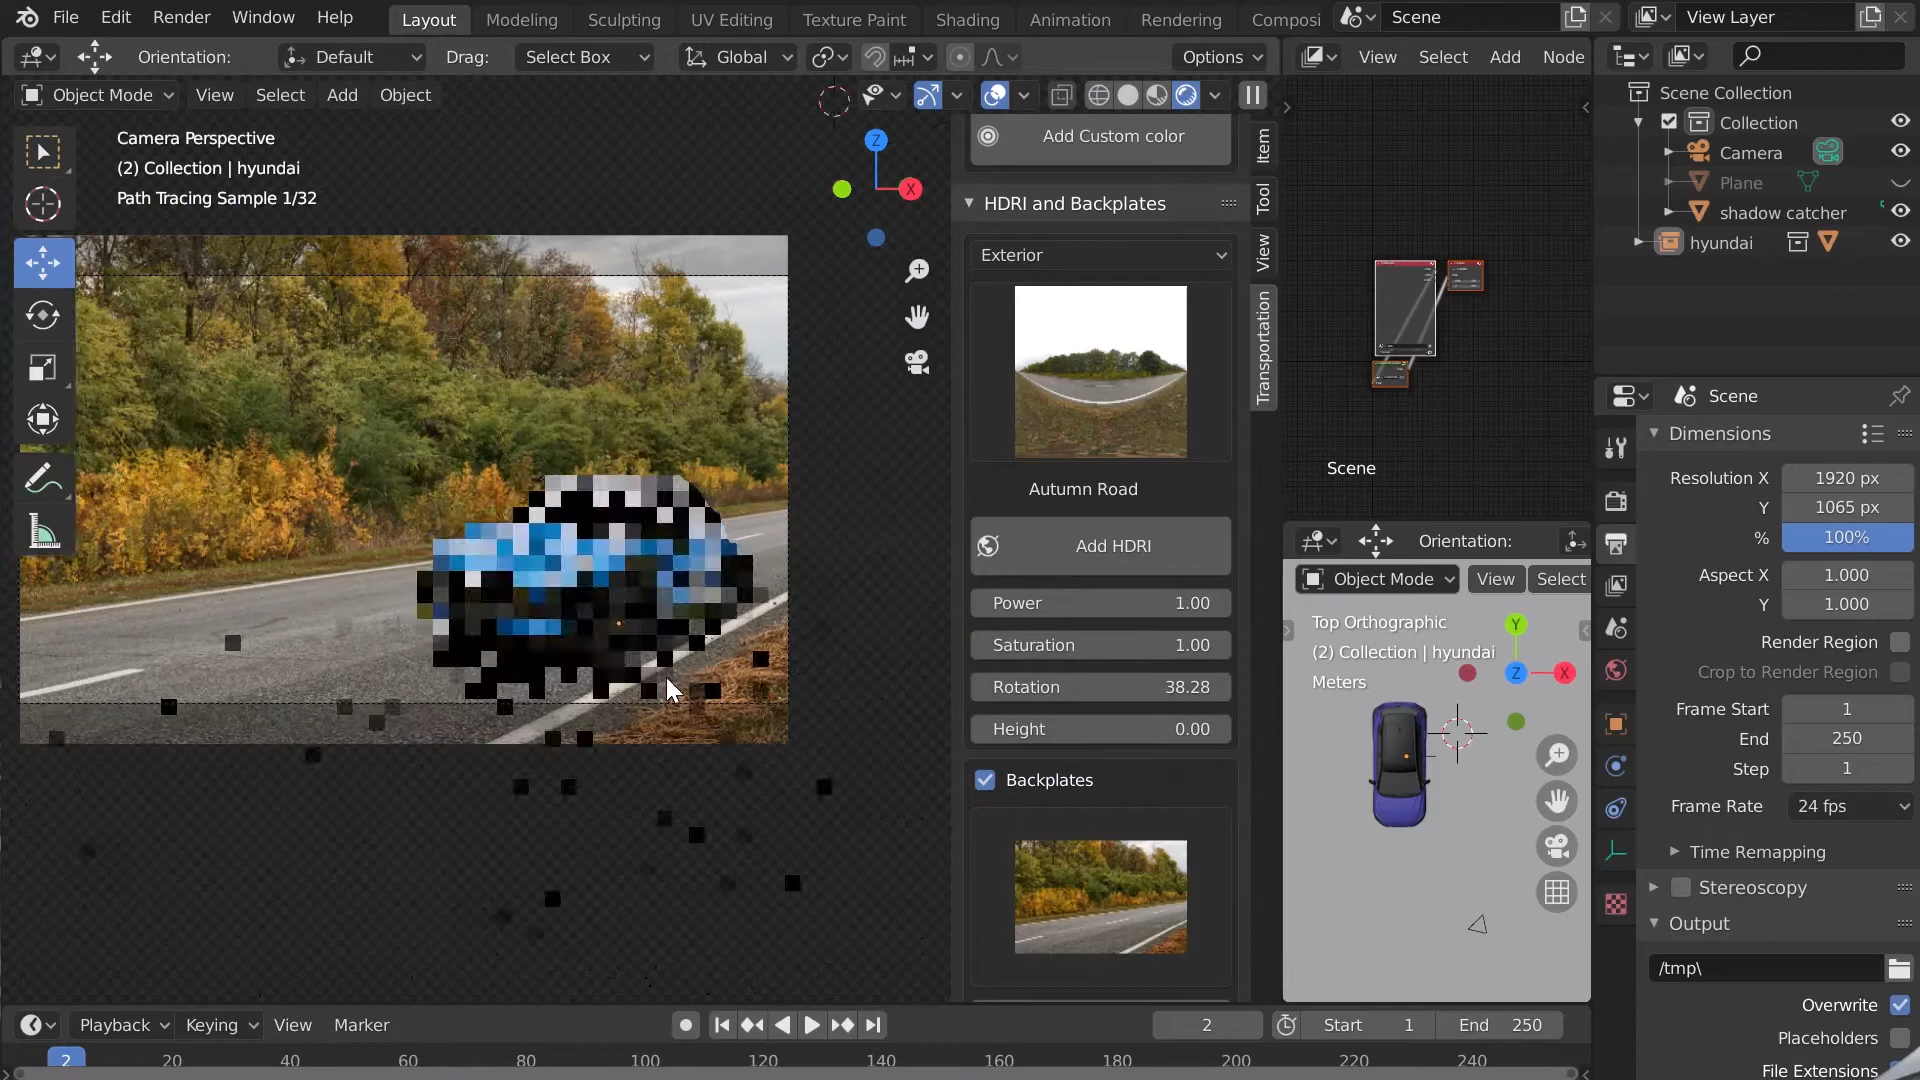 File Edit Render Window Help Layout Modeling Sculpting UV Editing Texture Paint Shading Animation Rendering Composi Scene View Layer
Orientation: Default Drag: Select Box Global Options View Select Add Node
Object Mode View Select Add Object
Camera Perspective
(2) Collection | hyundai
Path Tracing Sample 1/32
Z
X
Add Custom color
HDRI and Backplates
Exterior
Autumn Road
Add HDRI
Power 1.00
Saturation 1.00
Rotation 38.28
Height 0.00
Backplates
Item
Tool
View
Transportation
Scene
Orientation:
Object Mode View Select
Top Orthographic
(2) Collection | hyundai
Meters
Y
Z
X
Scene Collection
Collection
Camera
Plane
shadow catcher
hyundai
Scene
Dimensions
Resolution X 1920 px
Y 1065 px
% 100%
Aspect X 1.000
Y 1.000
Render Region
Crop to Render Region
Frame Start 1
End 250
Step 1
Frame Rate 24 fps
Time Remapping
Stereoscopy
Output
/tmp\
Overwrite
Placeholders
File Extensions
Playback Keying View Marker 2 Start 1 End 250
2 20 40 60 80 100 120 140 160 180 200 220 240